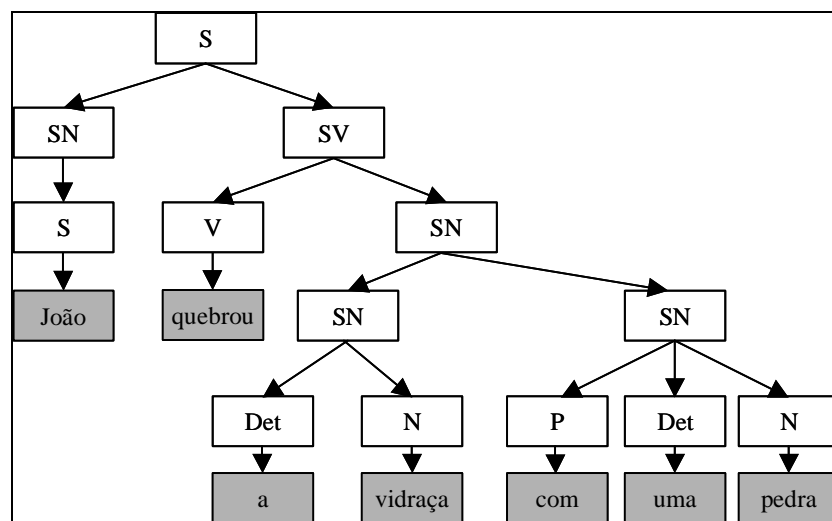 S
SN SV
S V SN
João quebrou SN SN
Det N P Det N
a vidraça com uma pedra